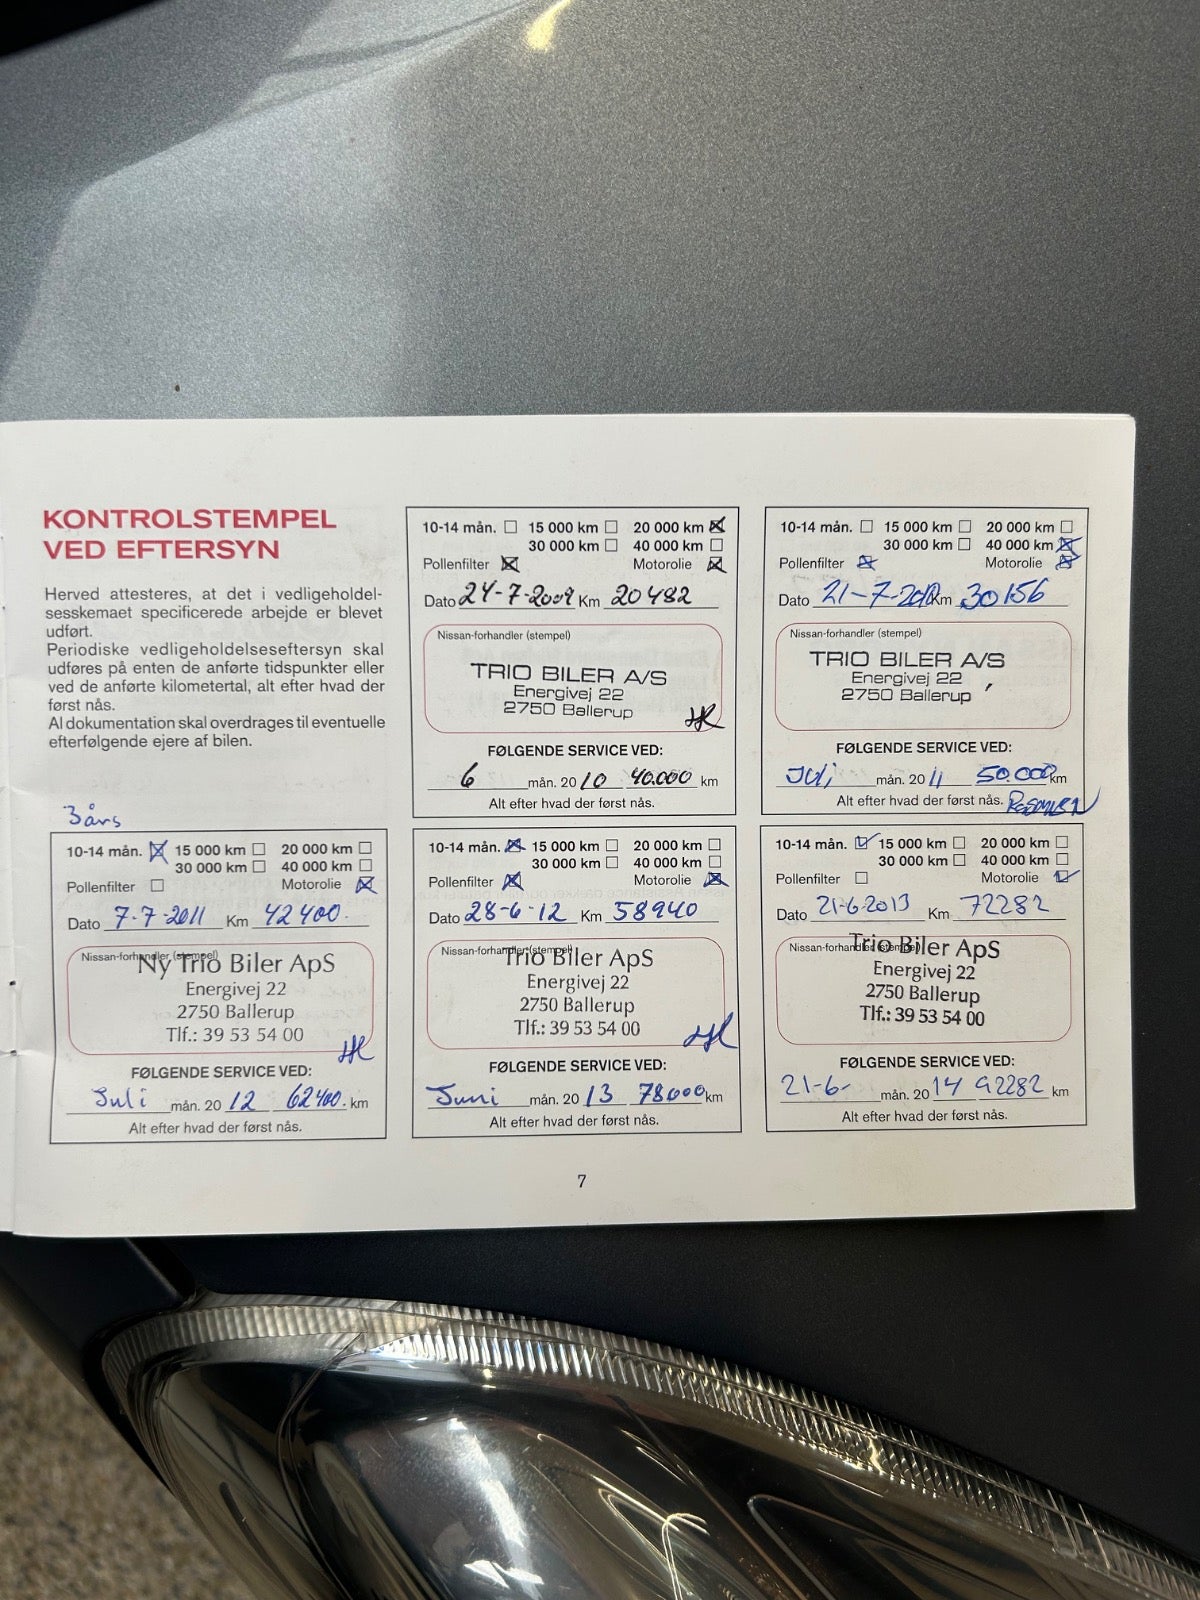 KONTROLSTEMPEL
VED EFTERSYN
Herved attesteres, at det i vedligeholdel-
sesskemaet specificerede arbejde er blevet
udført.
Periodiske vedligeholdelseseftersyn skal
udføres på enten de anførte tidspunkter eller
ved de anførte kilometertal, alt efter hvad der
først nås.
Al dokumentation skal overdrages til eventuelle
efterfølgende ejere af bilen.
10-14 mån. 15 000 km 20 000 km
30 000 km 40 000 km
Pollenfilter Motorolie
Dato 24-7-2009 Km 20482
Nissan-forhandler (stempel)
TRIO BILER A/S
Energivej 22
2750 Ballerup
FØLGENDE SERVICE VED:
6 mån. 2010 40.000 km
Alt efter hvad der først nås.
10-14 mån. 15 000 km 20 000 km
30 000 km 40 000 km
Pollenfilter Motorolie
Dato 21-7-2010 Km 30156
Nissan-forhandler (stempel)
TRIO BILER A/S
Energivej 22
2750 Ballerup
FØLGENDE SERVICE VED:
Juli mån. 2011 50.000 km
Alt efter hvad der først nås.
3 års
10-14 mån. 15 000 km 20 000 km
30 000 km 40 000 km
Pollenfilter Motorolie
Dato 7-7-2011 Km 42400.
Nissan-forhandler (stempel)
Ny Trio Biler ApS
Energivej 22
2750 Ballerup
Tlf.: 39 53 54 00
FØLGENDE SERVICE VED:
Juli mån. 2012 62400. km
Alt efter hvad der først nås.
10-14 mån. 15 000 km 20 000 km
30 000 km 40 000 km
Pollenfilter Motorolie
Dato 28-6-12 Km 58940
Nissan-forhandler (stempel)
Trio Biler ApS
Energivej 22
2750 Ballerup
Tlf.: 39 53 54 00
FØLGENDE SERVICE VED:
Juni mån. 2013 78000 km
Alt efter hvad der først nås.
10-14 mån. 15 000 km 20 000 km
30 000 km 40 000 km
Pollenfilter Motorolie
Dato 21-6-2013 Km 72282
Nissan-forhandler (stempel)
Trio Biler ApS
Energivej 22
2750 Ballerup
Tlf.: 39 53 54 00
FØLGENDE SERVICE VED:
21-6- mån. 2014 92282 km
Alt efter hvad der først nås.
7